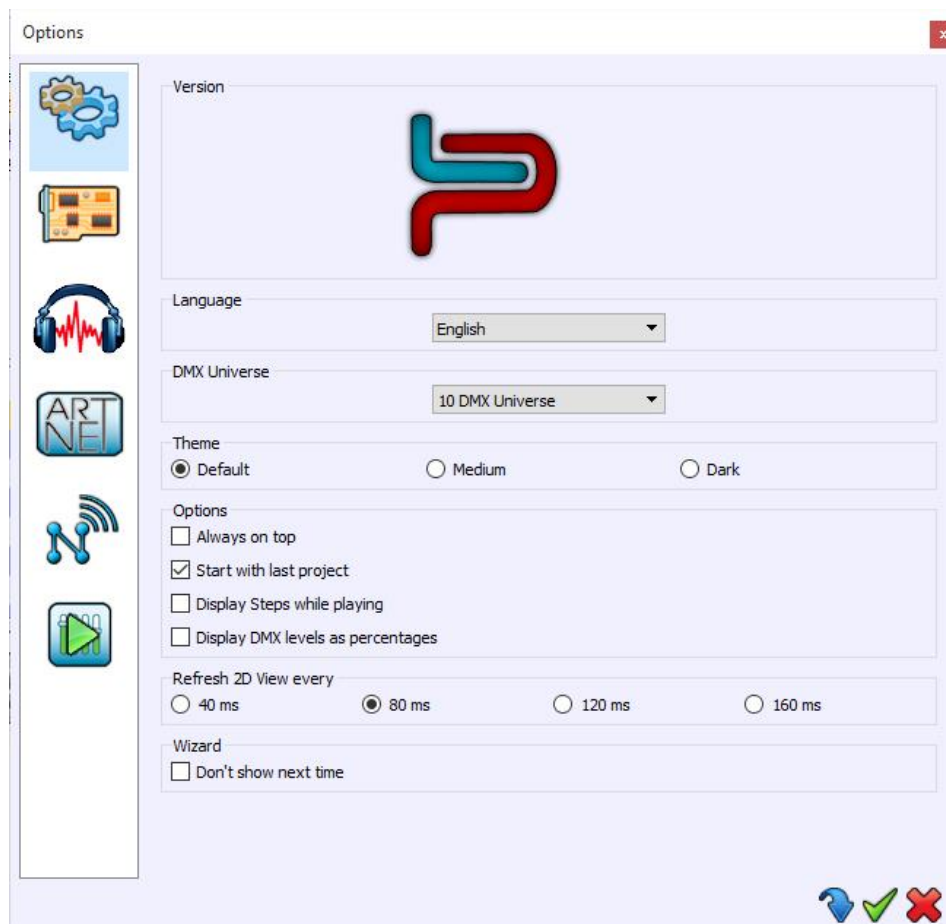 Options
Version
Language
English
DMX Universe
10 DMX Universe
ART
NET
Theme
Default Medium Dark
Options
Always on top
Start with last project
Display Steps while playing
Display DMX levels as percentages
Refresh 2D View every
40 ms 80 ms 120 ms 160 ms
Wizard
Don't show next time